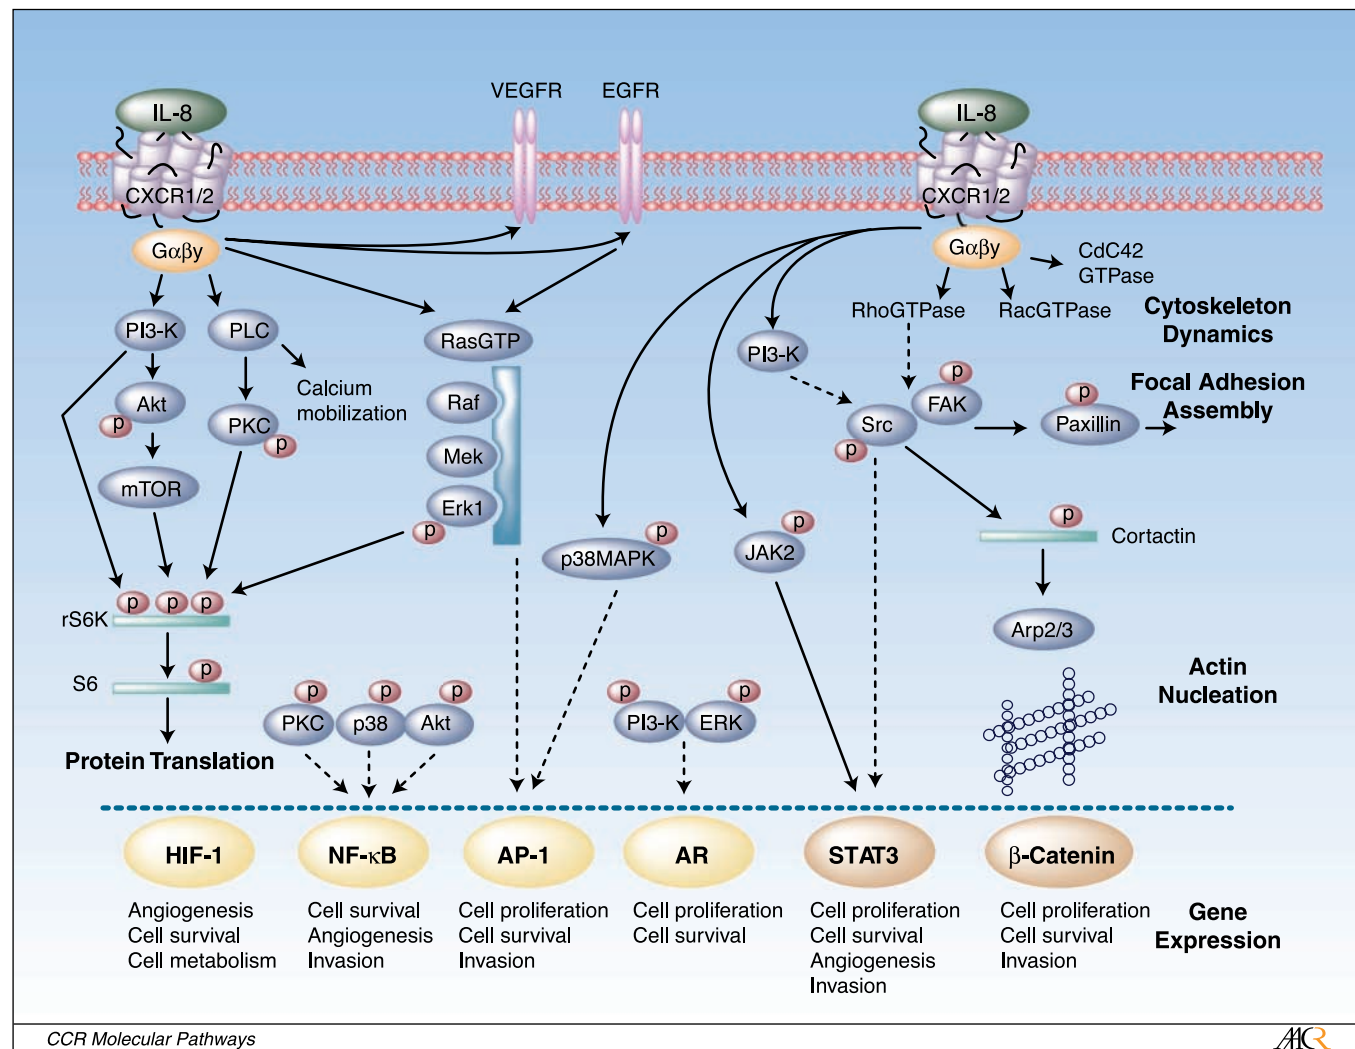 VEGFR
EGFR
IL-8
CXCR1/2
Gαβy
IL-8
CXCR1/2
Gαβy
CdC42
GTPase
RhoGTPase
RacGTPase
Cytoskeleton
Dynamics
PI3-K
PLC
RasGTP
PI3-K
Calcium
mobilization
Akt
p
PKC
p
Raf
Mek
Erk1
p
mTOR
p
FAK
Src
p
p
Paxillin
Focal Adhesion
Assembly
p
p38MAPK
p
JAK2
p
Cortactin
Arp2/3
Actin
Nucleation
p
p
p
rS6K
p
S6
Protein Translation
p
p
p
PKC
p38
Akt
p
p
PI3-K
ERK
HIF-1
Angiogenesis
Cell survival
Cell metabolism
NF-κB
Cell survival
Angiogenesis
Invasion
AP-1
Cell proliferation
Cell survival
Invasion
AR
Cell proliferation
Cell survival
STAT3
Cell proliferation
Cell survival
Angiogenesis
Invasion
β-Catenin
Cell proliferation
Cell survival
Invasion
Gene
Expression
CCR Molecular Pathways
AACR